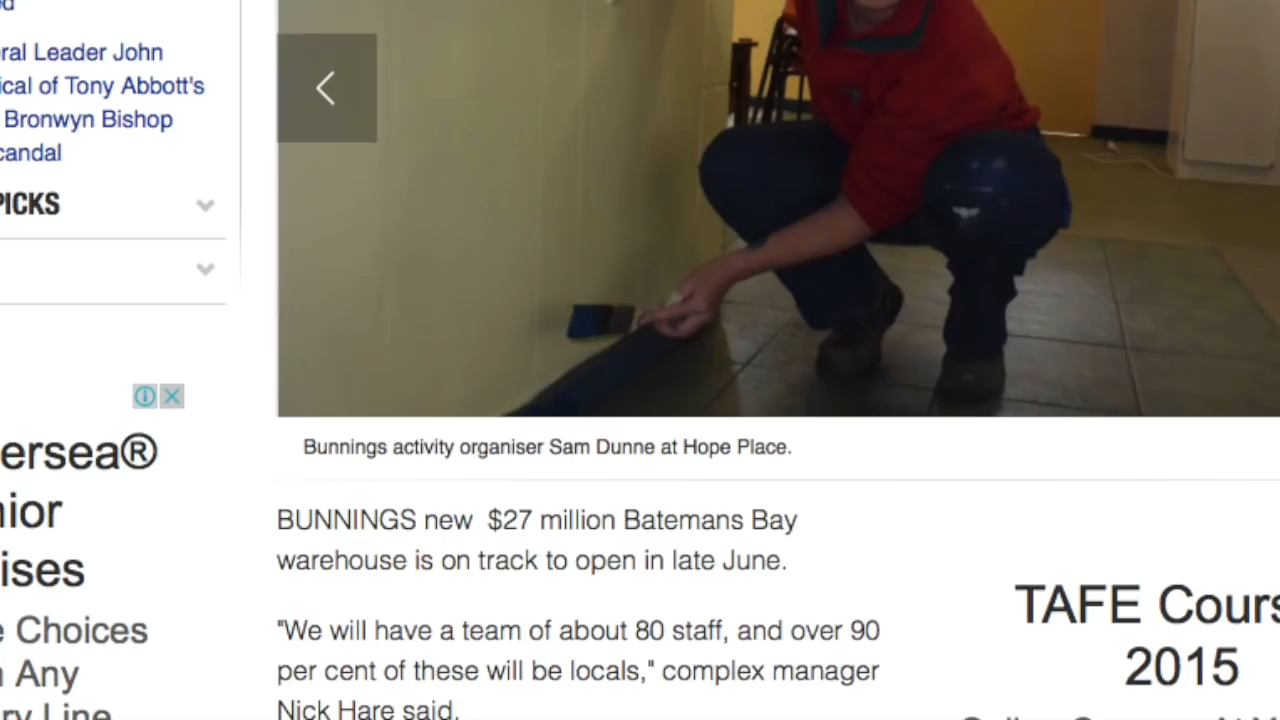 ral Leader John
ical of Tony Abbott's
Bronwyn Bishop
candal
PICKS
ersea®
nior
ises
e Choices
n Any
ry Line
Bunnings activity organiser Sam Dunne at Hope Place.
BUNNINGS new $27 million Batemans Bay
warehouse is on track to open in late June.
"We will have a team of about 80 staff, and over 90
per cent of these will be locals," complex manager
Nick Hare said.
TAFE Cours
2015